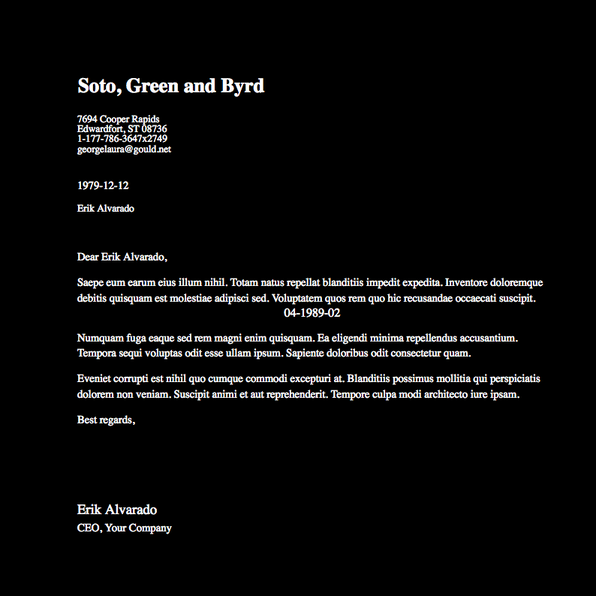 Soto, Green and Byrd
7694 Cooper Rapids
Edwardfort, ST 08736
1-177-786-3647x2749
georgelaura@gould.net
1979-12-12
Erik Alvarado
Dear Erik Alvarado,
Saepe eum earum eius illum nihil. Totam natus repellat blanditiis impedit expedita. Inventore doloremque
debitis quisquam est molestiae adipisci sed. Voluptatem quos rem quo hic recusandae occaecati suscipit.
04-1989-02
Numquam fuga eaque sed rem magni enim quisquam. Ea eligendi minima repellendus accusantium.
Tempora sequi voluptas odit esse ullam ipsum. Sapiente doloribus odit consectetur quam.
Eveniet corrupti est nihil quo cumque commodi excepturi at. Blanditiis possimus mollitia qui perspiciatis
dolorem non veniam. Suscipit animi et aut reprehenderit. Tempore culpa modi architecto iure ipsam.
Best regards,
Erik Alvarado
CEO, Your Company